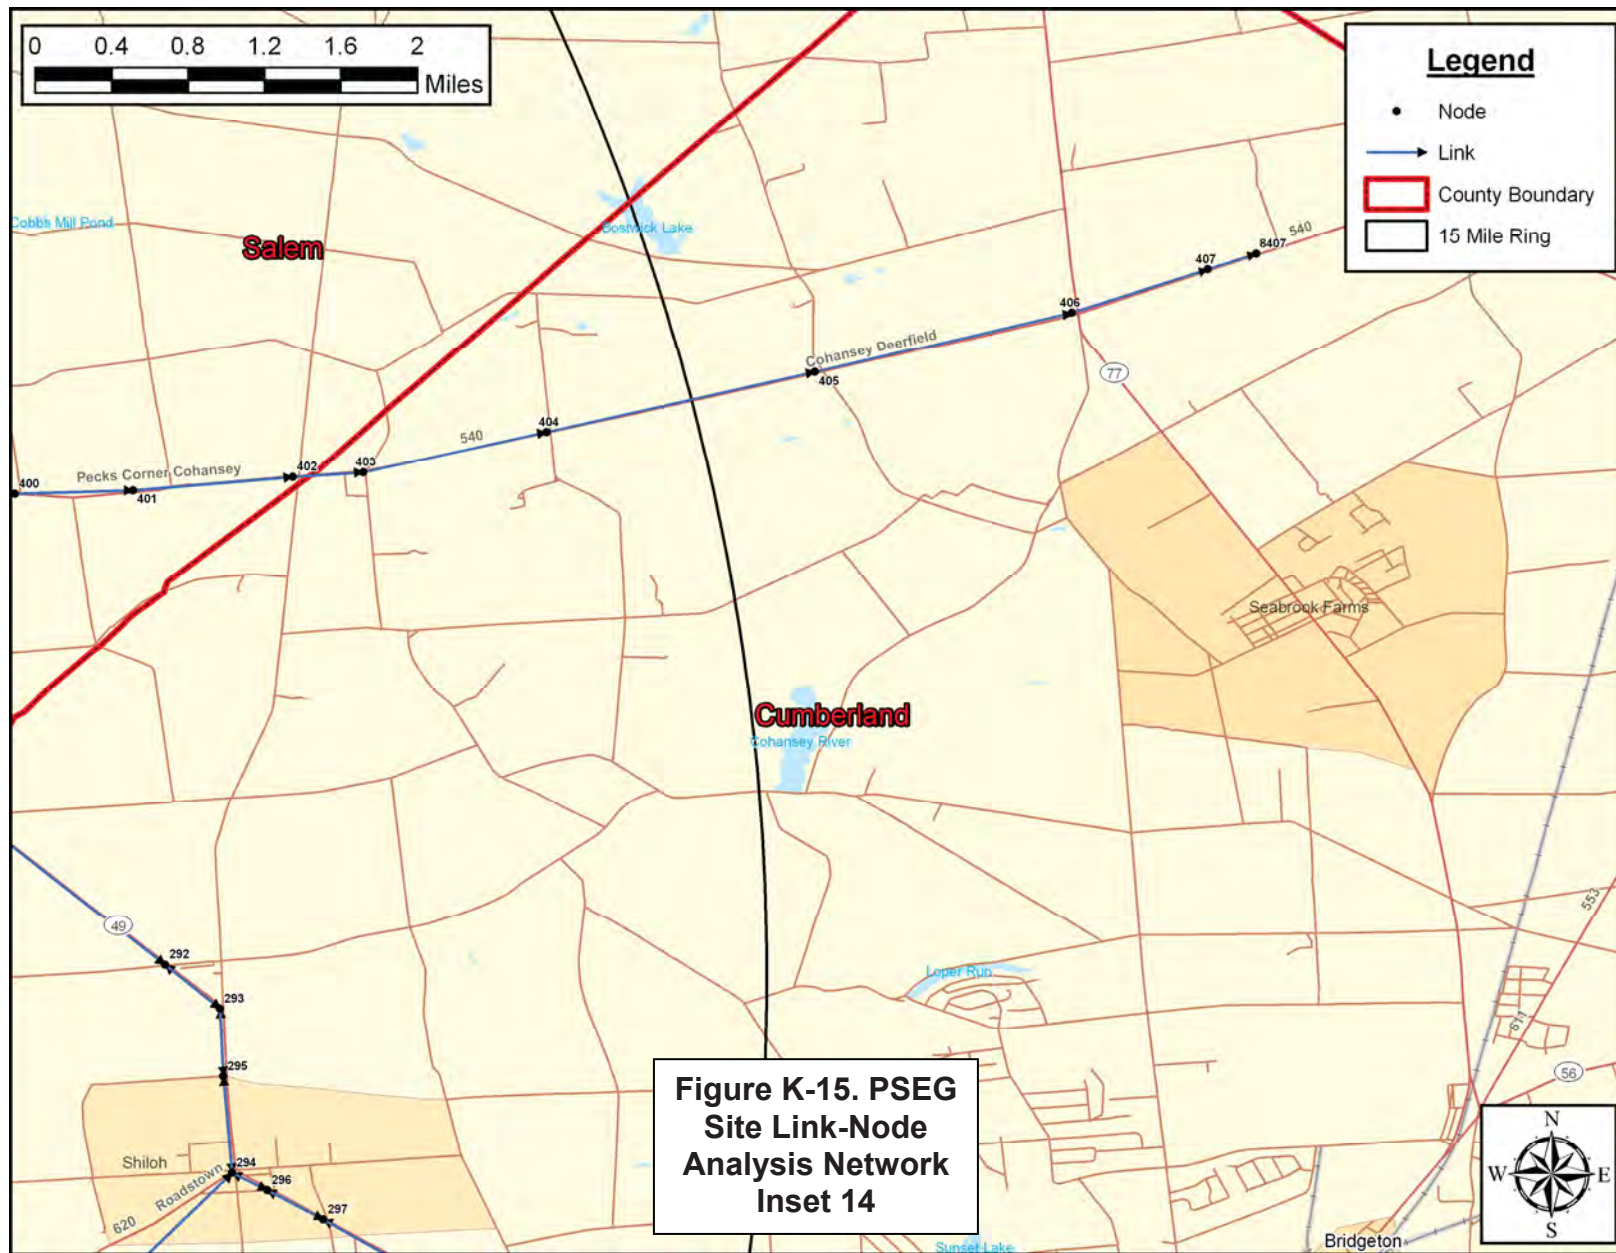 0 0.4 0.8 1.2 1.6 2
Miles
Legend
Node
Link
County Boundary
15 Mile Ring
Cobbs Mill Pond
Salem
Bostwick Lake
540
8407
407
406
Cohansey Deerfield
405
77
404
540
403
402
Pecks Corner Cohansey
400
401
Seabrook Farms
Cumberland
Cohansey River
49
292
293
295
553
Loper Run
611
56
Shiloh
Roadstown
294
296
297
620
Figure K-15. PSEG
Site Link-Node
Analysis Network
Inset 14
N
W E
S
Sunset Lake
Bridgeton